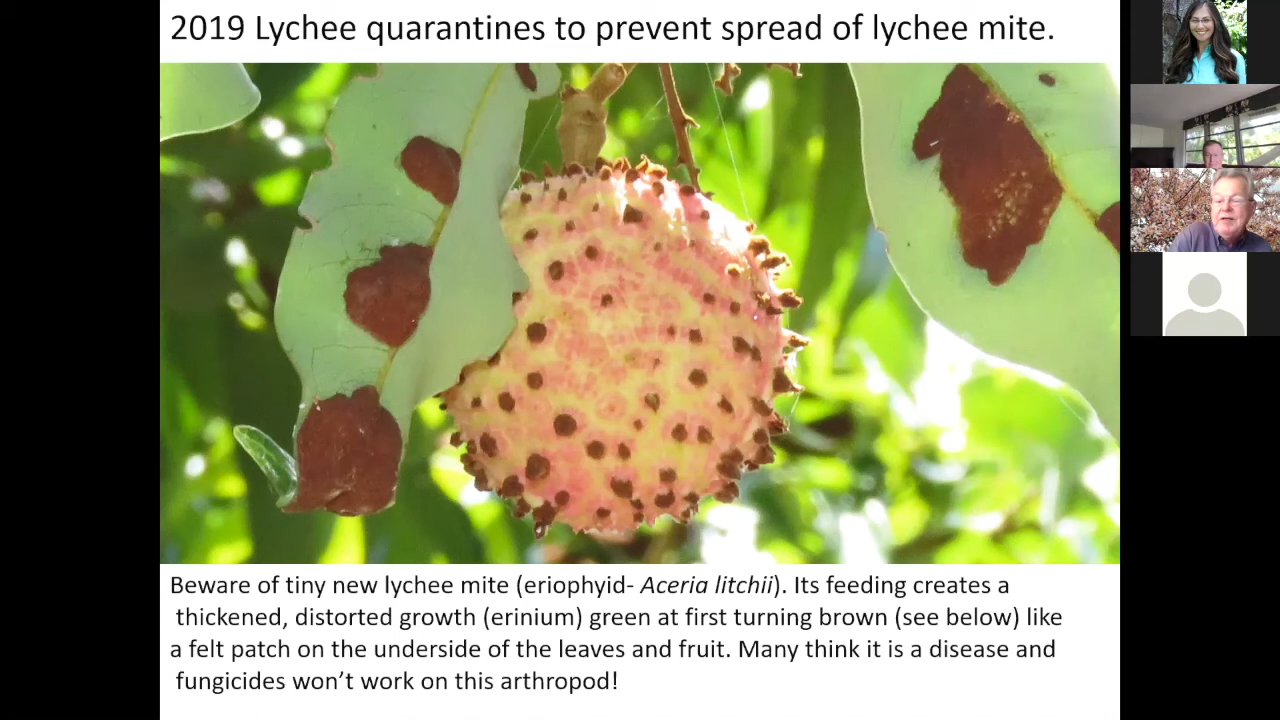 2019 Lychee quarantines to prevent spread of lychee mite.
Beware of tiny new lychee mite (eriophyid- Aceria litchii). Its feeding creates a
thickened, distorted growth (erinium) green at first turning brown (see below) like
a felt patch on the underside of the leaves and fruit. Many think it is a disease and
fungicides won’t work on this arthropod!